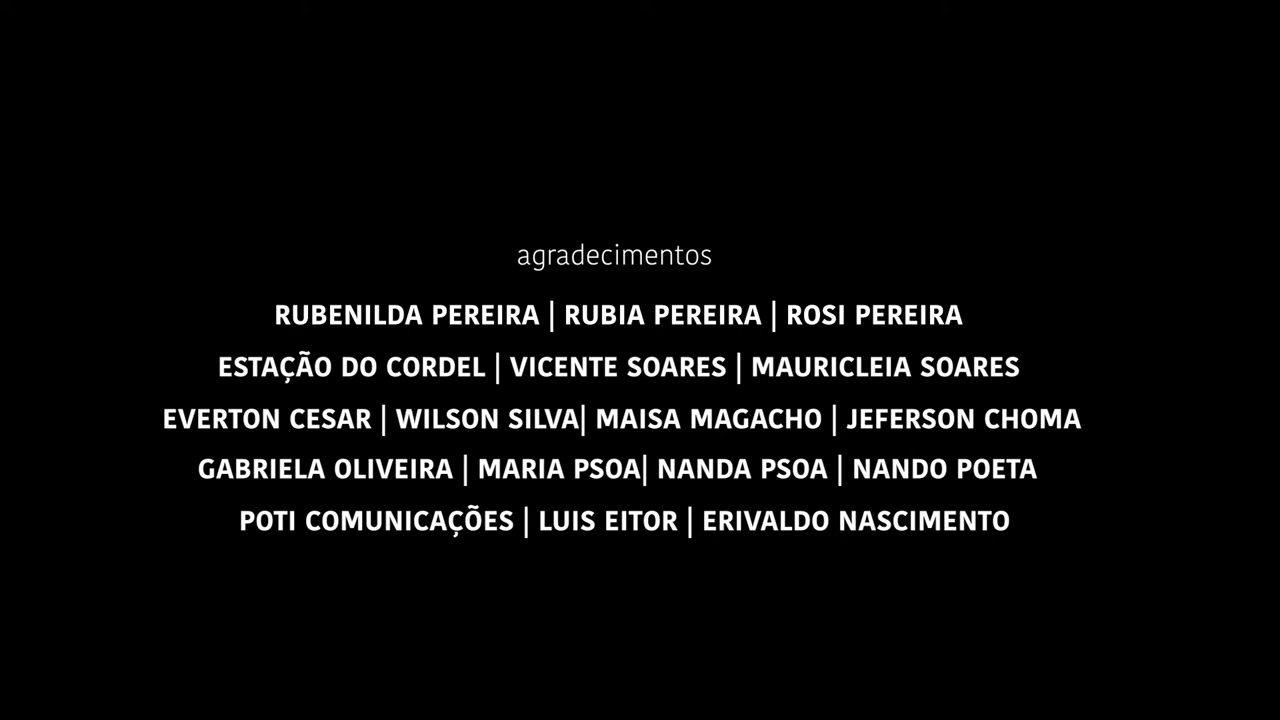 agradecimentos
RUBENILDA PEREIRA | RUBIA PEREIRA | ROSI PEREIRA
ESTAÇÃO DO CORDEL | VICENTE SOARES | MAURICLEIA SOARES
EVERTON CESAR | WILSON SILVA| MAISA MAGACHO | JEFERSON CHOMA
GABRIELA OLIVEIRA | MARIA PSOA| NANDA PSOA | NANDO POETA
POTI COMUNICAÇÕES | LUIS EITOR | ERIVALDO NASCIMENTO